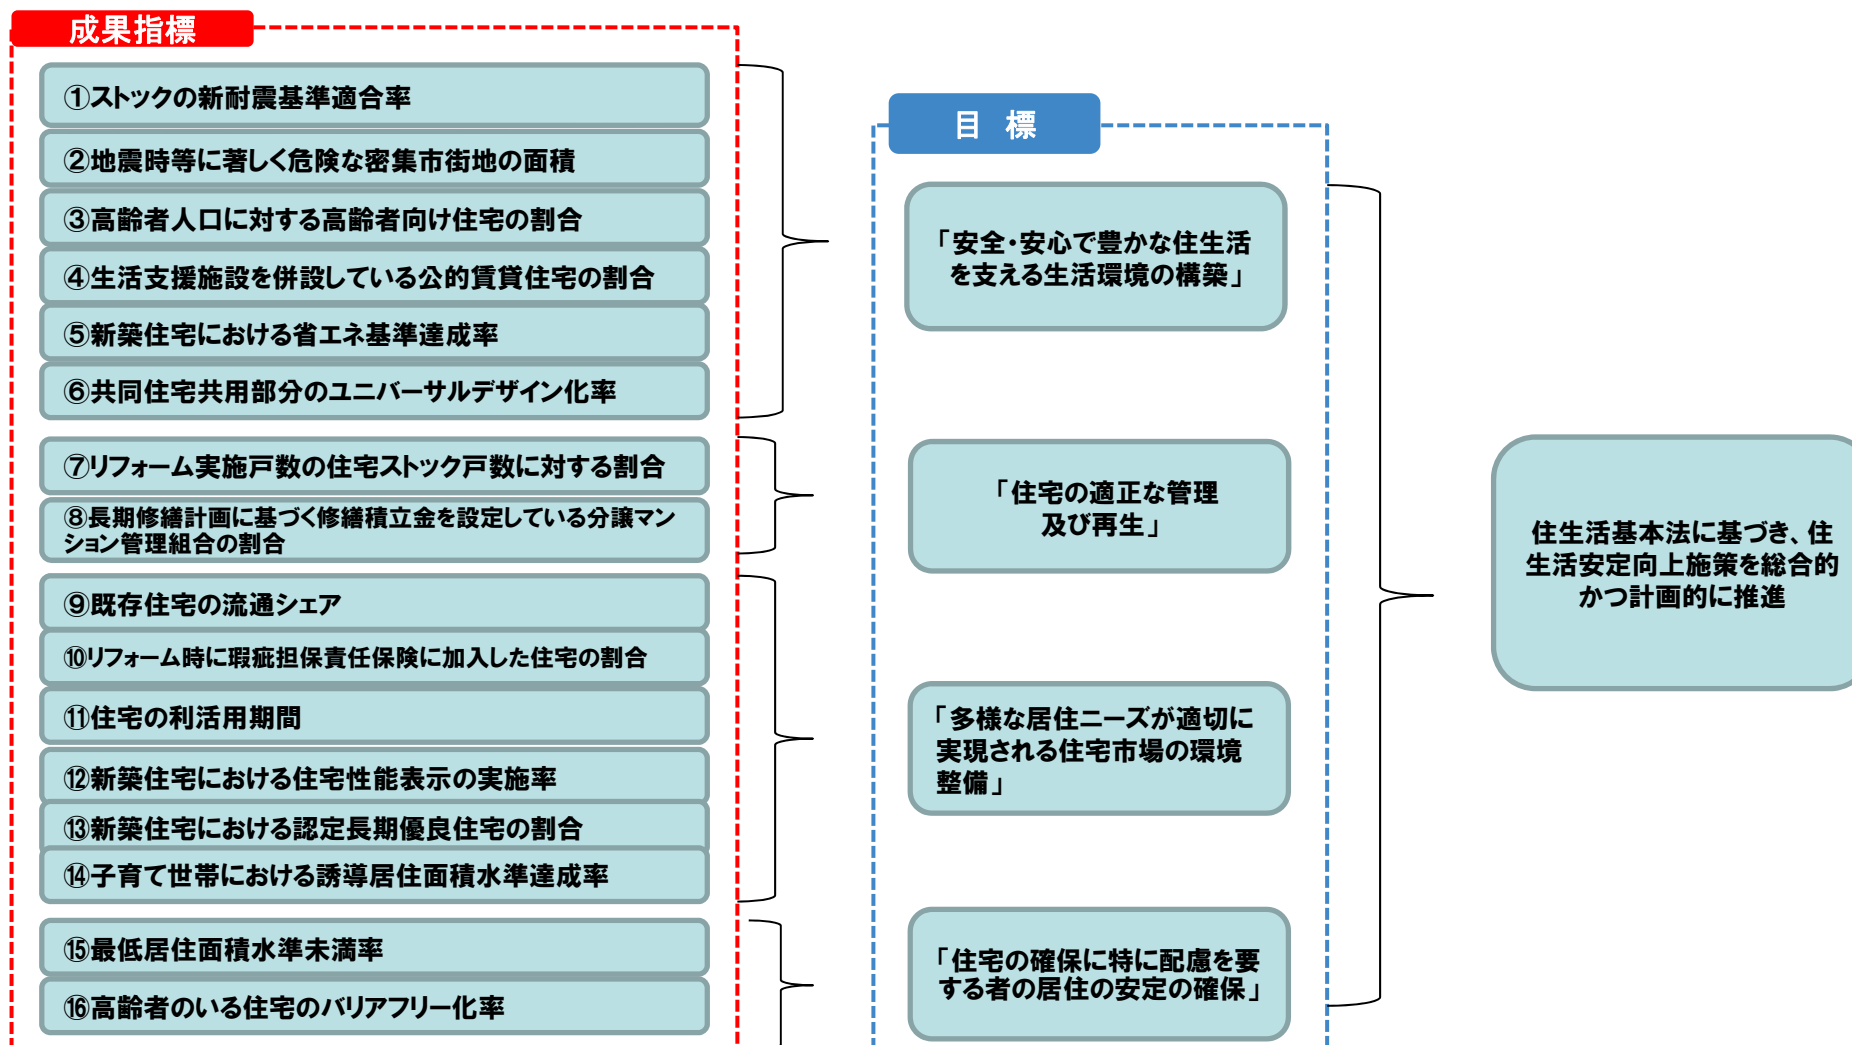 成果指標
①ストックの新耐震基準適合率
②地震時等に著しく危険な密集市街地の面積
③高齢者人口に対する高齢者向け住宅の割合
④生活支援施設を併設している公的賃貸住宅の割合
⑤新築住宅における省エネ基準達成率
⑥共同住宅共用部分のユニバーサルデザイン化率
⑦リフォーム実施戸数の住宅ストック戸数に対する割合
⑧長期修繕計画に基づく修繕積立金を設定している分譲マン
ション管理組合の割合
⑨既存住宅の流通シェア
⑩リフォーム時に瑕疵担保責任保険に加入した住宅の割合
⑪住宅の利活用期間
⑫新築住宅における住宅性能表示の実施率
⑬新築住宅における認定長期優良住宅の割合
⑭子育て世帯における誘導居住面積水準達成率
⑮最低居住面積水準未満率
⑯高齢者のいる住宅のバリアフリー化率
目 標
「安全・安心で豊かな住生活
を支える生活環境の構築」
「住宅の適正な管理
及び再生」
「多様な居住ニーズが適切に
実現される住宅市場の環境
整備」
「住宅の確保に特に配慮を要
する者の居住の安定の確保」
住生活基本法に基づき、住
生活安定向上施策を総合的
かつ計画的に推進